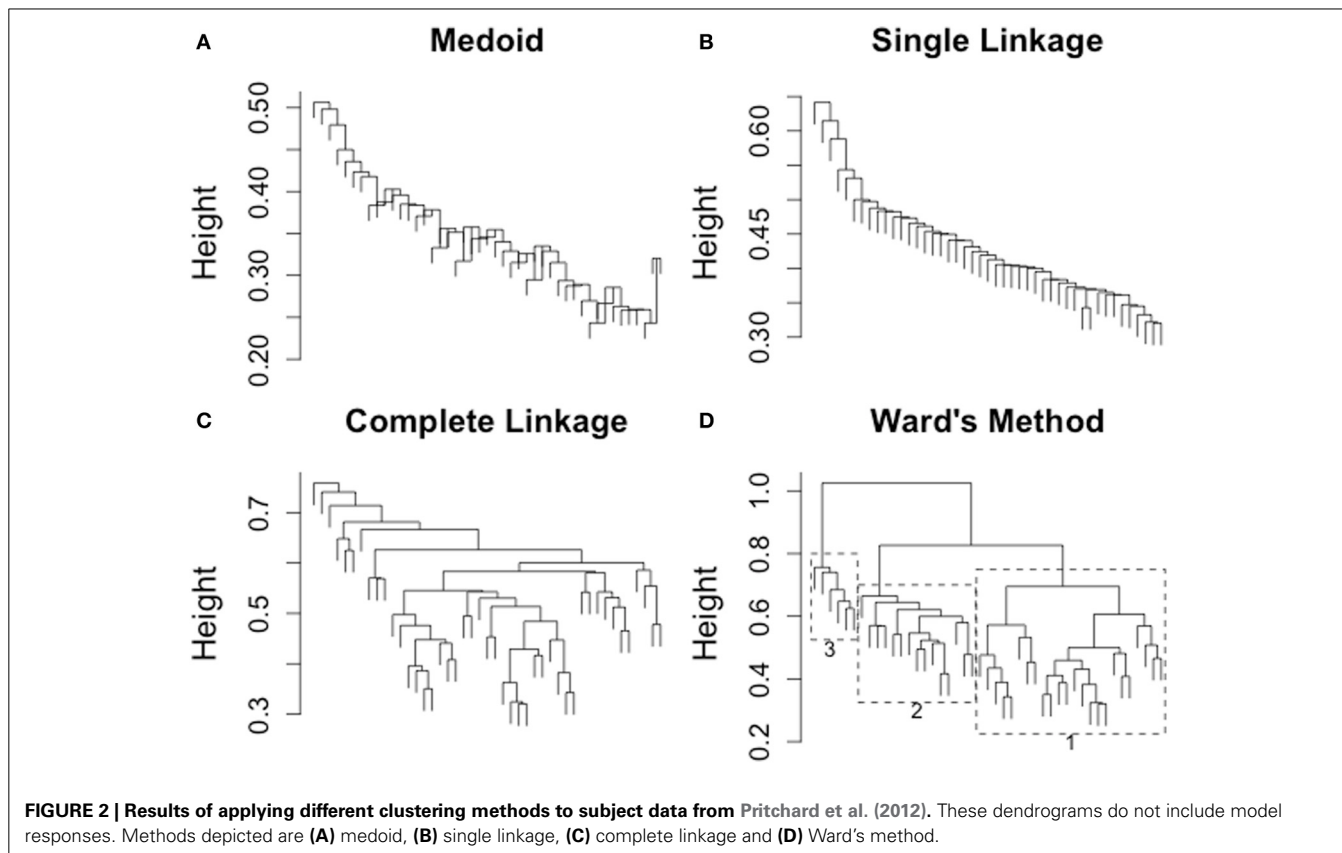 A
Medoid
Height
0.50
0.40
0.30
0.20
B
Single Linkage
Height
0.60
0.45
0.30
C
Complete Linkage
Height
0.7
0.5
0.3
D
Ward's Method
Height
1.0
0.8
0.6
0.4
0.2
3
2
1
FIGURE 2 | Results of applying different clustering methods to subject data from Pritchard et al. (2012). These dendrograms do not include model
responses. Methods depicted are (A) medoid, (B) single linkage, (C) complete linkage and (D) Ward's method.